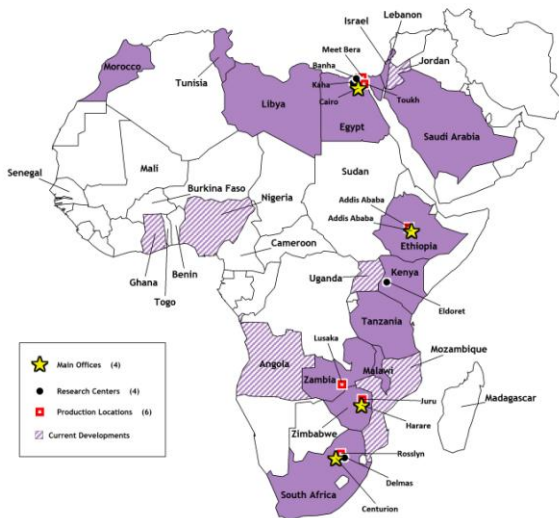 Lebanon
Israel
Meet Bera
Morocco
Banha
Jordan
Tunisia
Kaha
Toukh
Cairo
Libya
Egypt
Saudi Arabia
Mali
Sudan
Senegal
Burkina Faso
Nigeria
Addis Ababa
Addis Ababa
Ethiopia
Cameroon
Benin
Ghana
Togo
Uganda
Kenya
Eldoret
Tanzania
Lusaka
Mozambique
Angola
Zambia
Malawi
Madagascar
Juru
Harare
Zimbabwe
Rosslyn
Delmas
South Africa
Centurion
Main Offices (4)
Research Centers (4)
Production Locations (6)
Current Developments